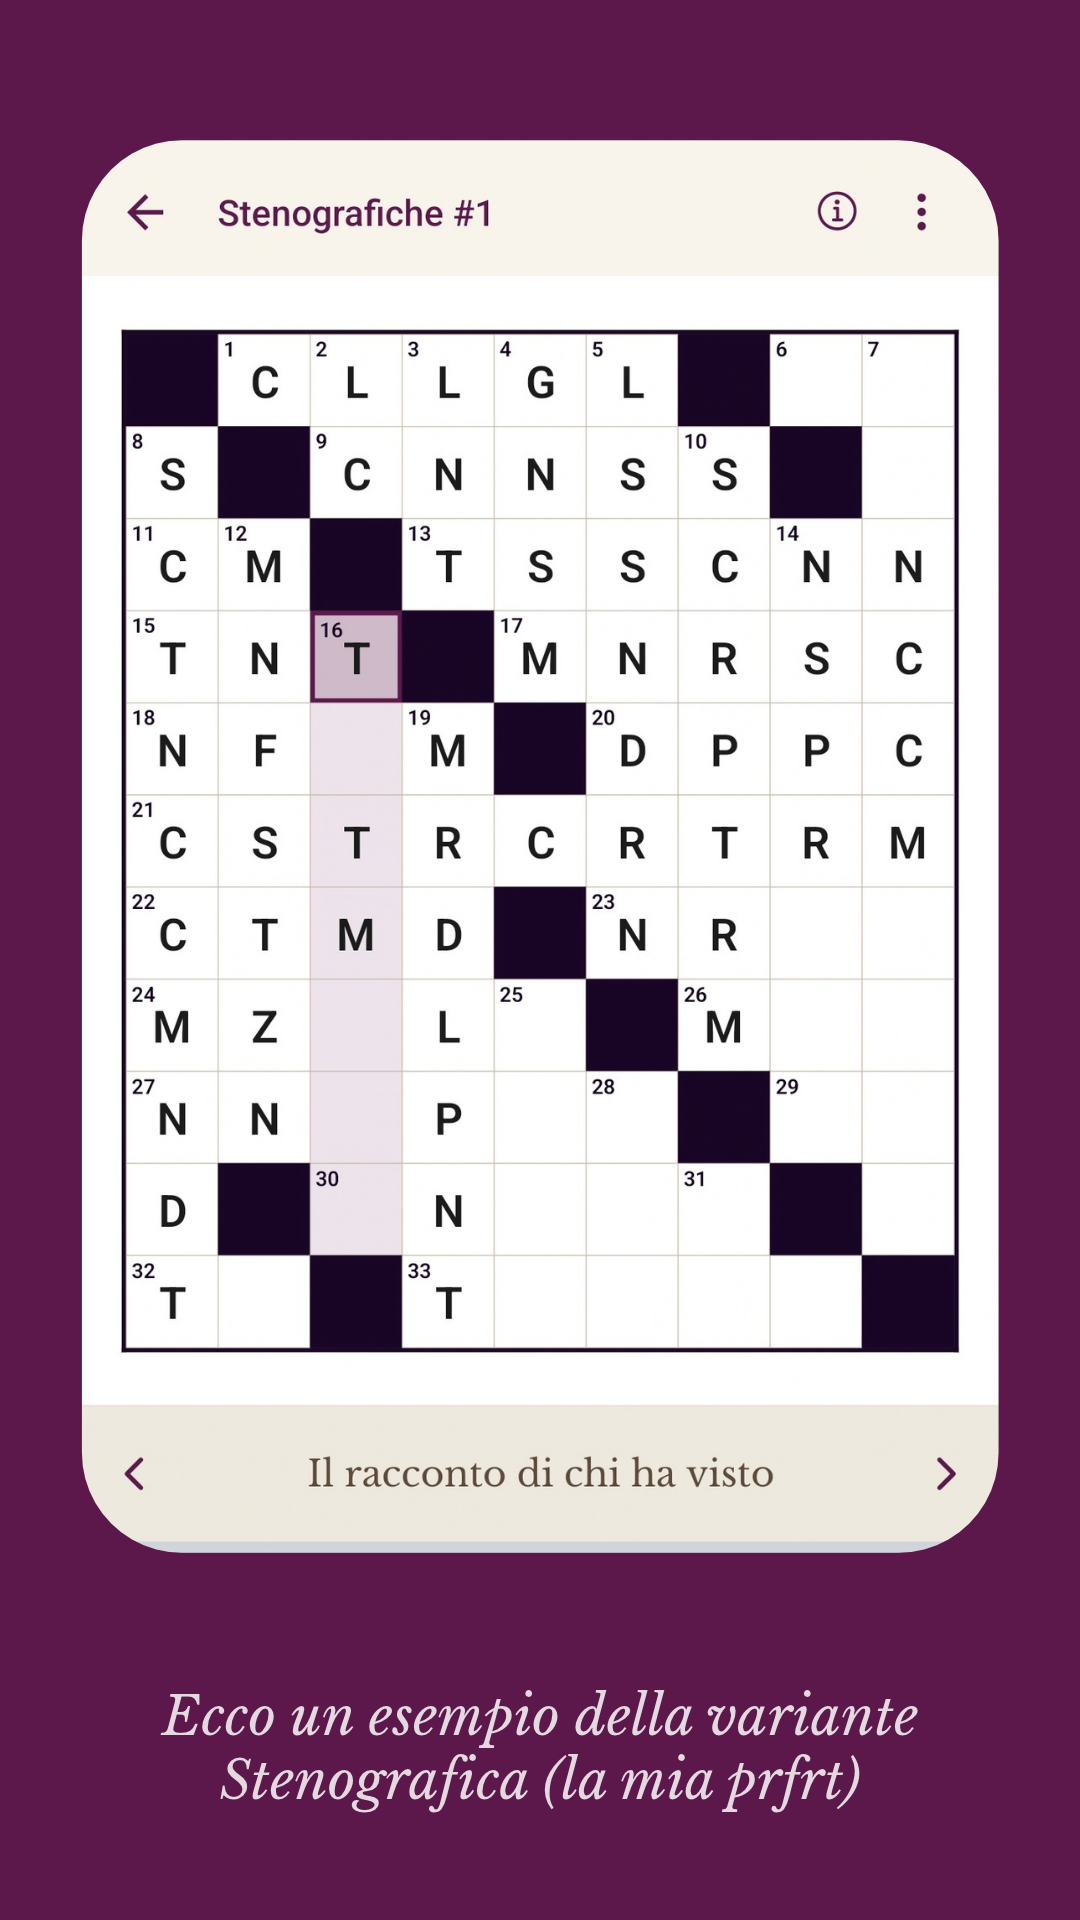 Stenografiche #1
1 C 2 L 3 L 4 G 5 L 6 7
8 S 9 C N N S 10 S
11 C 12 M 13 T S S C 14 N N
15 T N 16 T 17 M N R S C
18 N F 19 M 20 D P P C
21 C S T R C R T R M
22 C T M D 23 N R
24 M Z L 25 26 M
27 N N P 28 29
D 30 N 31
32 T 33 T
Il racconto di chi ha visto
Ecco un esempio della variante
Stenografica (la mia prfrt)